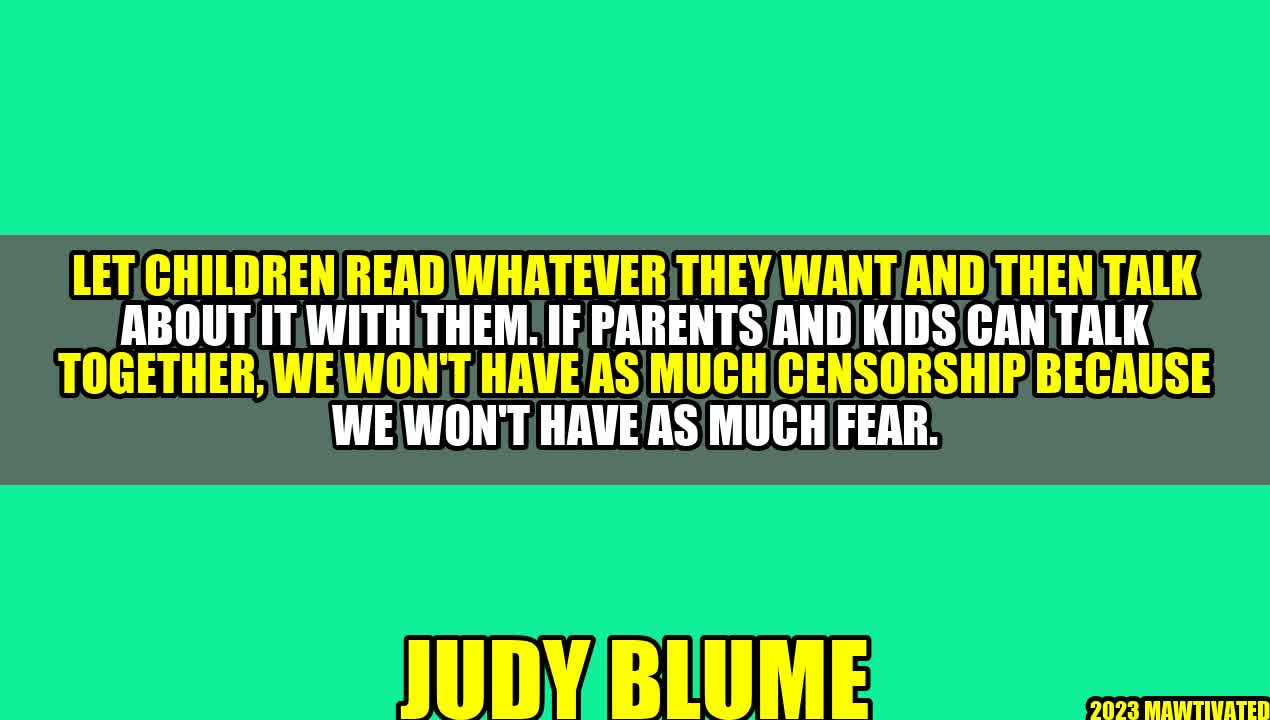 LET CHILDREN READ WHATEVER THEY WANT AND THEN TALK
ABOUT IT WITH THEM. IF PARENTS AND KIDS CAN TALK
TOGETHER, WE WON'T HAVE AS MUCH CENSORSHIP BECAUSE
WE WON'T HAVE AS MUCH FEAR.
JUDY BLUME
2023 MAWTIVATED